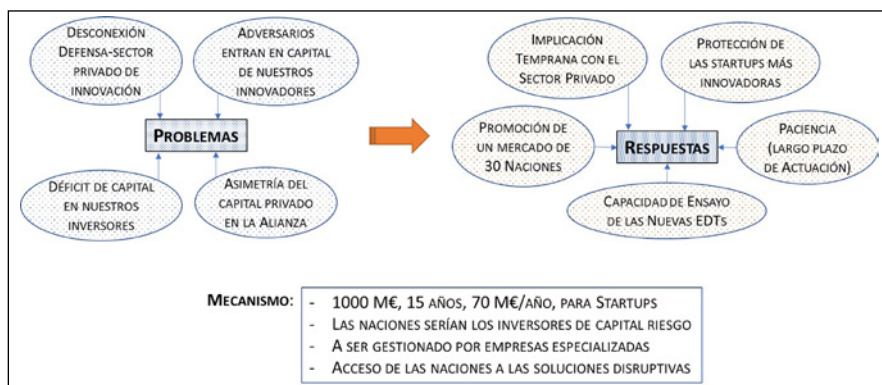 DESCONEXIÓN
DEFENSA-SECTOR
PRIVADO DE
INNOVACIÓN
ADVERSARIOS
ENTRAN EN CAPITAL
DE NUESTROS
INNOVADORES
PROBLEMAS
DÉFICIT DE CAPITAL
EN NUESTROS
INVERSORES
ASIMETRÍA DEL
CAPITAL PRIVADO
EN LA ALIANZA
IMPLICACIÓN
TEMPRANA CON EL
SECTOR PRIVADO
PROTECCIÓN DE
LAS STARTUPS MÁS
INNOVADORAS
PROMOCIÓN DE
UN MERCADO DE
30 NACIONES
RESPUESTAS
PACIENCIA
(LARGO PLAZO
DE ACTUACIÓN)
CAPACIDAD DE ENSAYO
DE LAS NUEVAS EDTS
MECANISMO:
- 1000 M€, 15 AÑOS, 70 M€/AÑO, PARA STARTUPS
- LAS NACIONES SERÍAN LOS INVERSORES DE CAPITAL RIESGO
- A SER GESTIONADO POR EMPRESAS ESPECIALIZADAS
- ACCESO DE LAS NACIONES A LAS SOLUCIONES DISRUPTIVAS